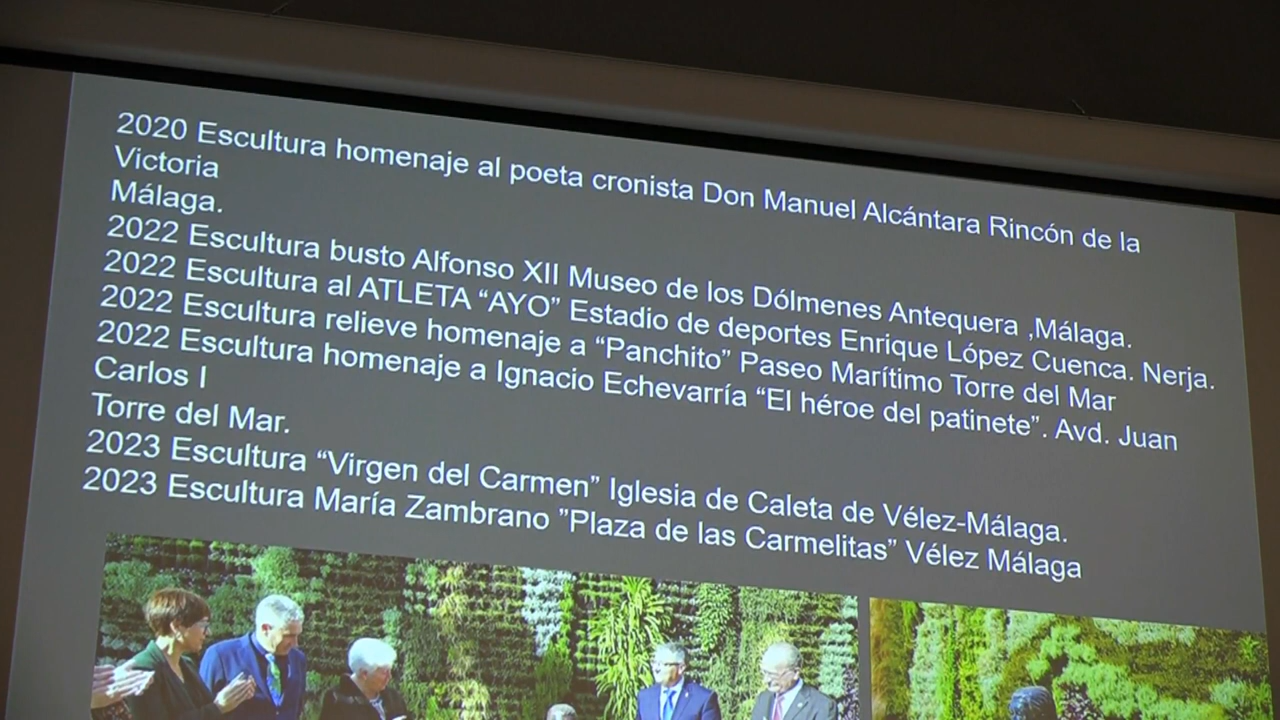 2020 Escultura homenaje al poeta cronista Don Manuel Alcántara Rincón de la
Victoria
Málaga.
2022 Escultura busto Alfonso XII Museo de los Dólmenes Antequera ,Málaga.
2022 Escultura al ATLETA “AYO” Estadio de deportes Enrique López Cuenca. Nerja.
2022 Escultura relieve homenaje a “Panchito” Paseo Marítimo Torre del Mar
2022 Escultura homenaje a Ignacio Echevarría “El héroe del patinete”. Avd. Juan
Carlos I
Torre del Mar.
2023 Escultura “Virgen del Carmen” Iglesia de Caleta de Vélez-Málaga.
2023 Escultura María Zambrano ”Plaza de las Carmelitas” Vélez Málaga